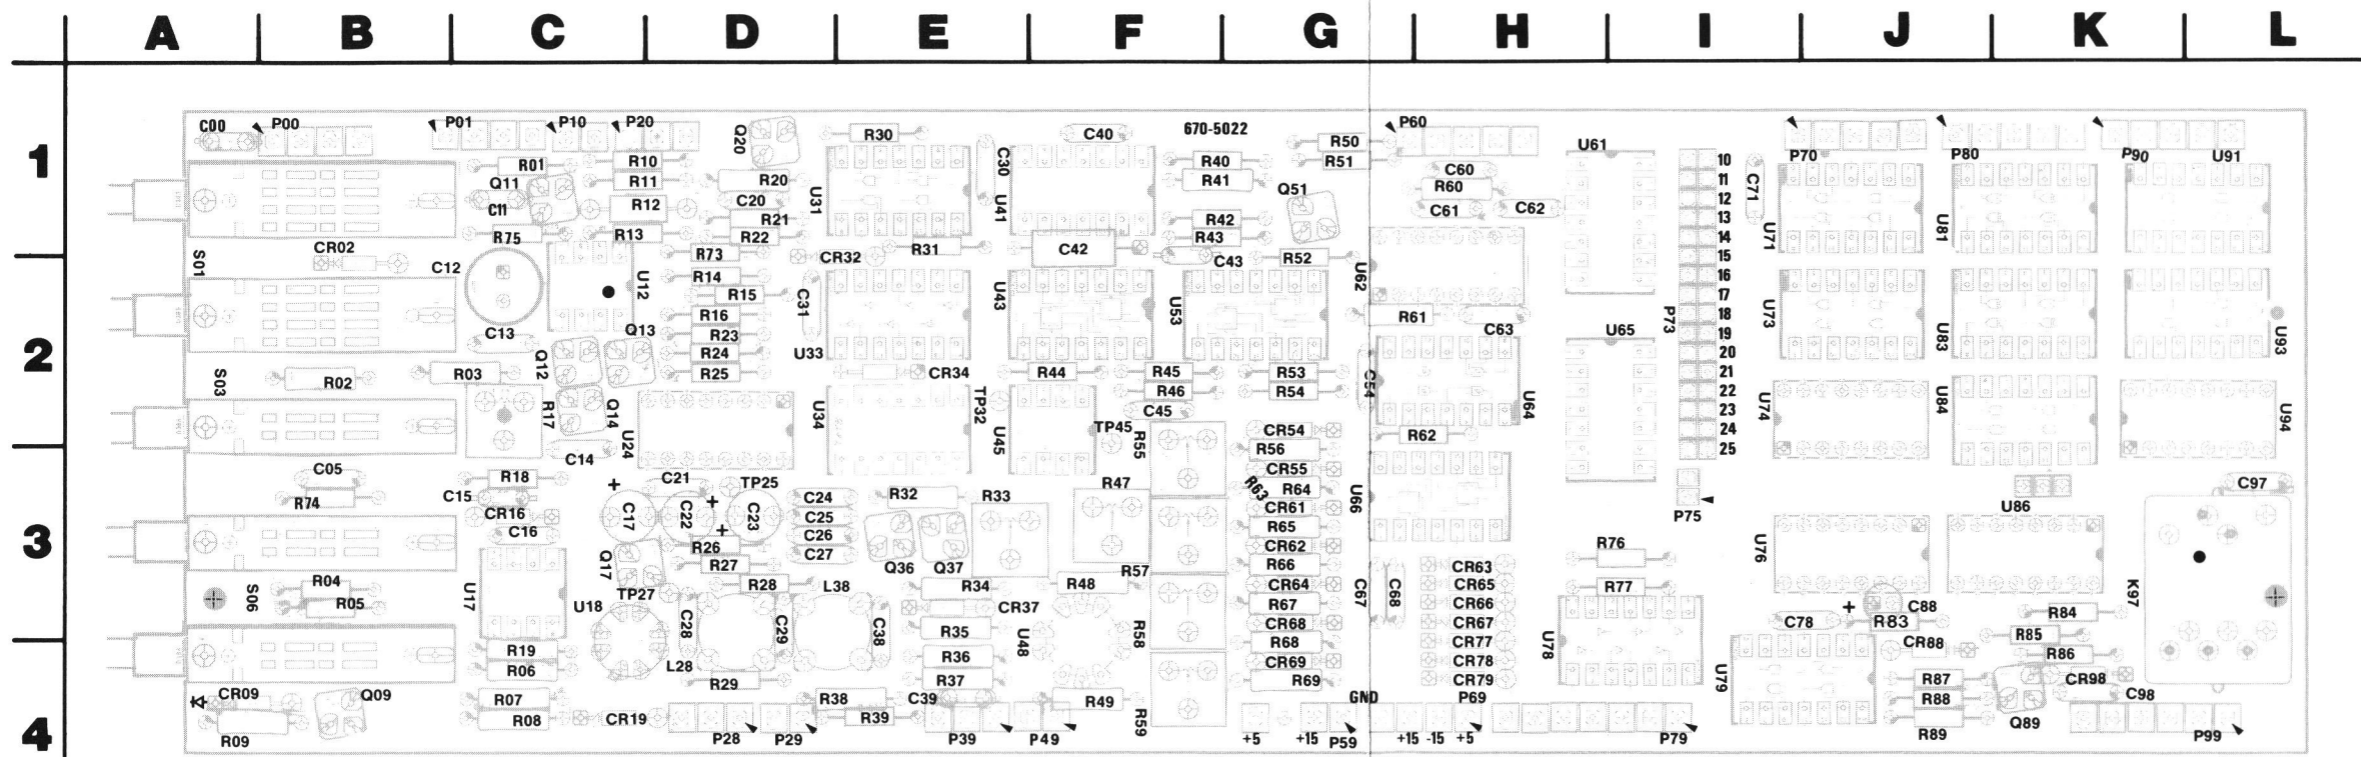 A B C D E F G H I J K L
1
C00 P00 P01 P10 P20 Q20 R30 C40 670-5022 R50 P60 U61 10 P70 P80 P90 U91
R01 R10 C30 R40 R51 11
Q11 R11 R20 R41 Q51 C60 R60 12 C71
C11 R12 C20 U31 U41 C61 C62 13
R21 R42 U71 U81
R75 R13 R22 R43 14
S01 CR02 R73 CR32 R31 C42 C43 R52 15
C12 U12 R14 U62 16
2
R15 C31 U43 U53 17
R16 R61 C63 P73 18 U73 U83 U93
C13 Q13 R23 U65 19
Q12 R24 U33 20
S03 R02 R03 R25 CR34 R44 R45 R53 C54 21
R46 R54 22
R17 Q14 U34 TP32 C45 U64 23 U74 U84 U94
U24 U45 TP45 R55 CR54 R62 24
C14 R56 25
C05 R18 + C21 TP25 CR55 C97
R74 C15 C24 R32 R33 R47 R63 R64 U66 P75 U86
3
CR16 C17 C22 + C23 C25 CR61
C16 + C26 R65
R26 C27 CR62 R76 U76
Q17 R27 Q36 Q37 R57 R66 CR63
S06 R04 U17 R28 L38 R34 R48 CR64 C67 C68 CR65 R77 K97
R05 U18 TP27 CR37 R67 CR66 + C88 R84
C28 C29 C38 R35 U48 R58 CR68 CR67 C78 R83 R85
R19 R36 R68 CR77 U78 CR88 R86
R06 L28 CR69 CR78 U79
R29 R37 R69 CR79 R87 CR98
4
CR09 Q09 R07 R38 C39 R49 GND P69 R88 C98
R08 CR19 R39 R59 Q89
R09 P28 P29 P39 P49 +5 +15 P59 +15 -15 +5 P79 R89 P99